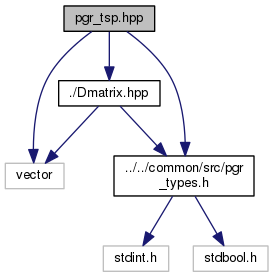 pgr_tsp.hpp
./Dmatrix.hpp
vector
../../common/src/pgr
_types.h
stdint.h
stdbool.h